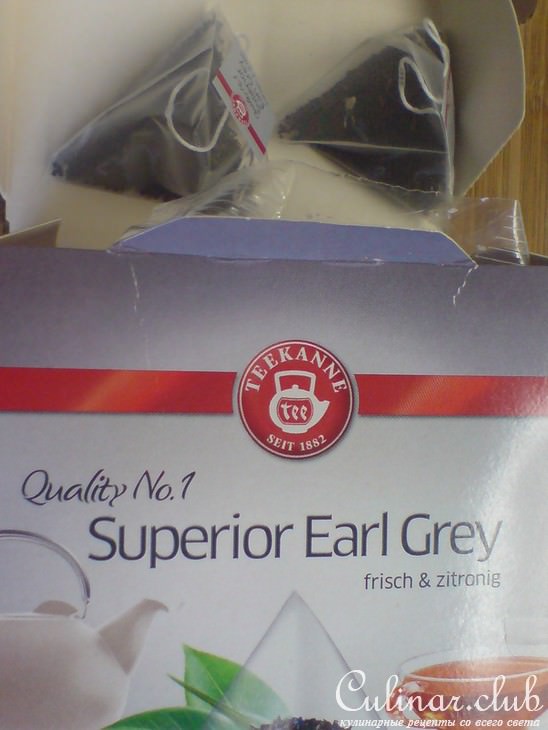 TEEKANNE
tee
SEIT 1882
Quality No.1
Superior Earl Grey
frisch & zitronig
Culinar.club
кулинарные рецепты со всего света